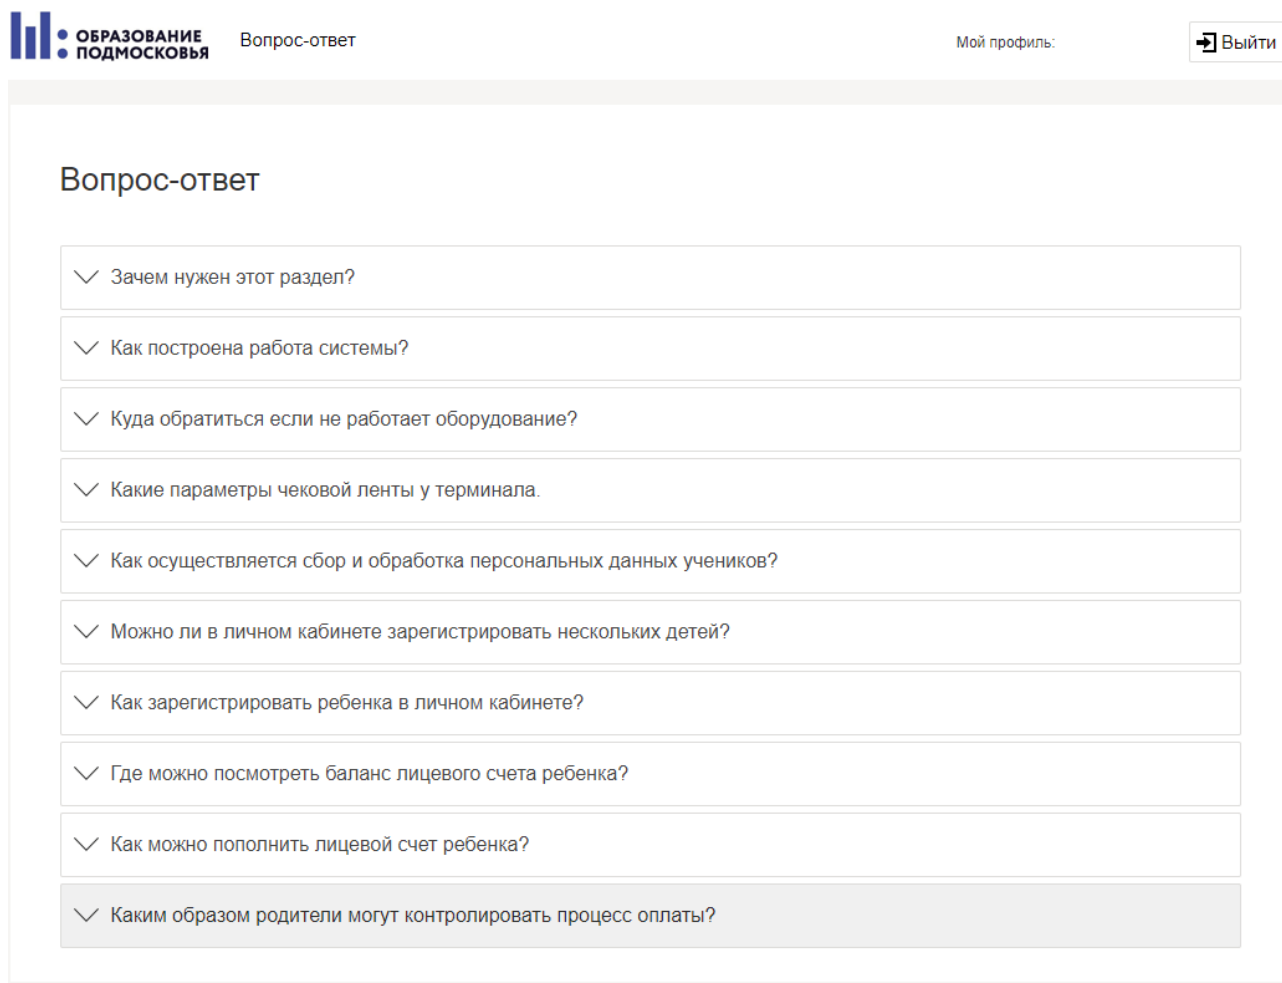 ОБРАЗОВАНИЕ
ПОДМОСКОВЬЯ
Вопрос-ответ
Мой профиль:
Выйти
Вопрос-ответ
Зачем нужен этот раздел?
Как построена работа системы?
Куда обратиться если не работает оборудование?
Какие параметры чековой ленты у терминала.
Как осуществляется сбор и обработка персональных данных учеников?
Можно ли в личном кабинете зарегистрировать нескольких детей?
Как зарегистрировать ребенка в личном кабинете?
Где можно посмотреть баланс лицевого счета ребенка?
Как можно пополнить лицевой счет ребенка?
Каким образом родители могут контролировать процесс оплаты?